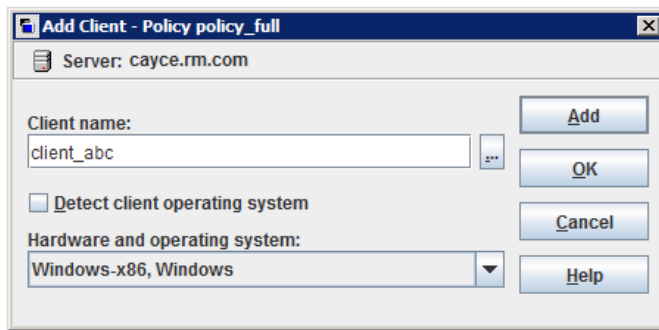 Add Client - Policy policy_full
Server: cayce.rm.com
Client name:
client_abc
...
Detect client operating system
Hardware and operating system:
Windows-x86, Windows
Add
OK
Cancel
Help